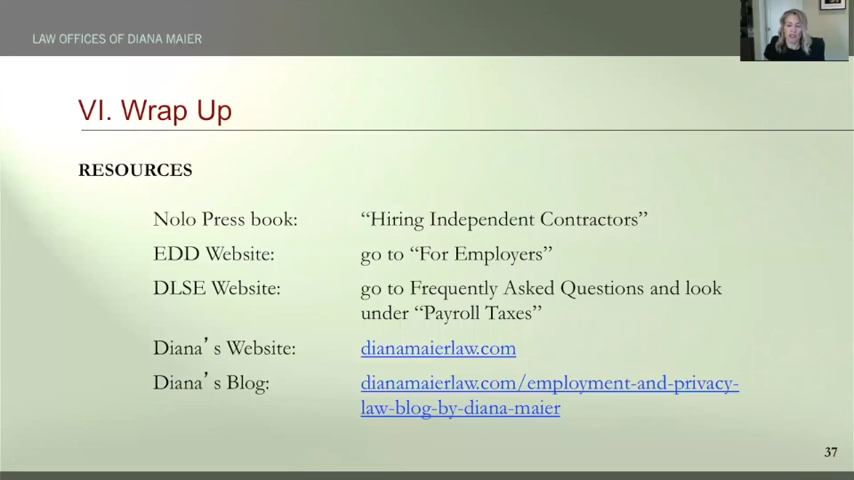 LAW OFFICES OF DIANA MAIER
VI. Wrap Up
RESOURCES
Nolo Press book: “Hiring Independent Contractors”
EDD Website: go to “For Employers”
DLSE Website: go to Frequently Asked Questions and look
under “Payroll Taxes”
Diana’s Website: dianamaierlaw.com
Diana’s Blog: dianamaierlaw.com/employment-and-privacy-
law-blog-by-diana-maier
37